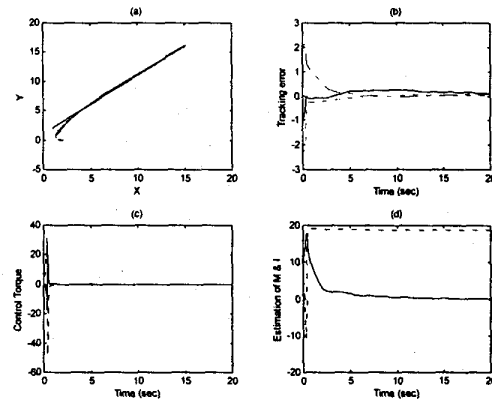 (a)
20
15
10
5
0
-5
0 5 10 15 20
Y
X
(b)
3
2
1
0
-1
-2
-3
0 5 10 15 20
Tracking error
Time (sec)
(c)
40
20
0
-20
-40
-60
0 5 10 15 20
Control Torque
Time (sec)
(d)
20
10
0
-10
-20
0 5 10 15 20
Estimation of M & I
Time (sec)